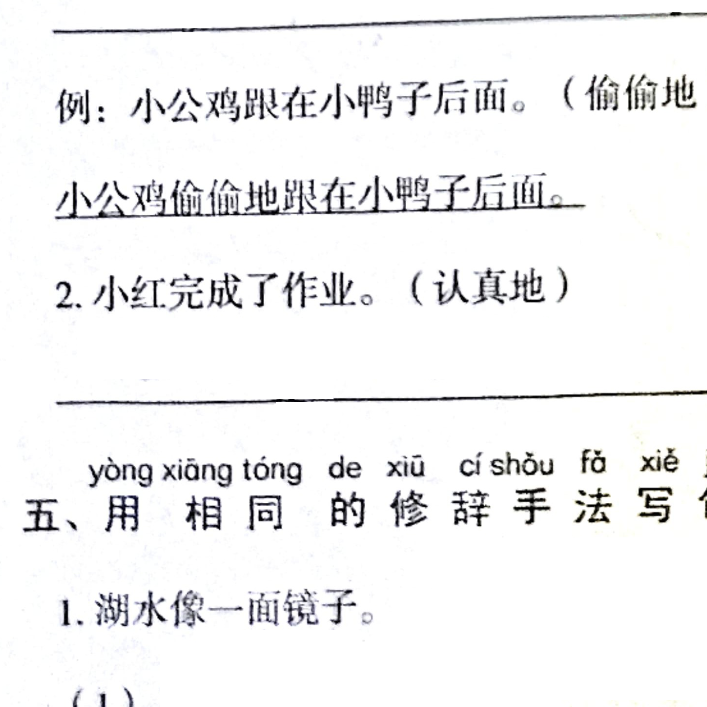 例：小公鸡跟在小鸭子后面。（偷偷地
小公鸡偷偷地跟在小鸭子后面。
2. 小红完成了作业。（认真地）
yòng xiāng tóng de xiū cí shǒu fǎ xiě
五、用相同的修辞手法写
1. 湖水像一面镜子。
（1）